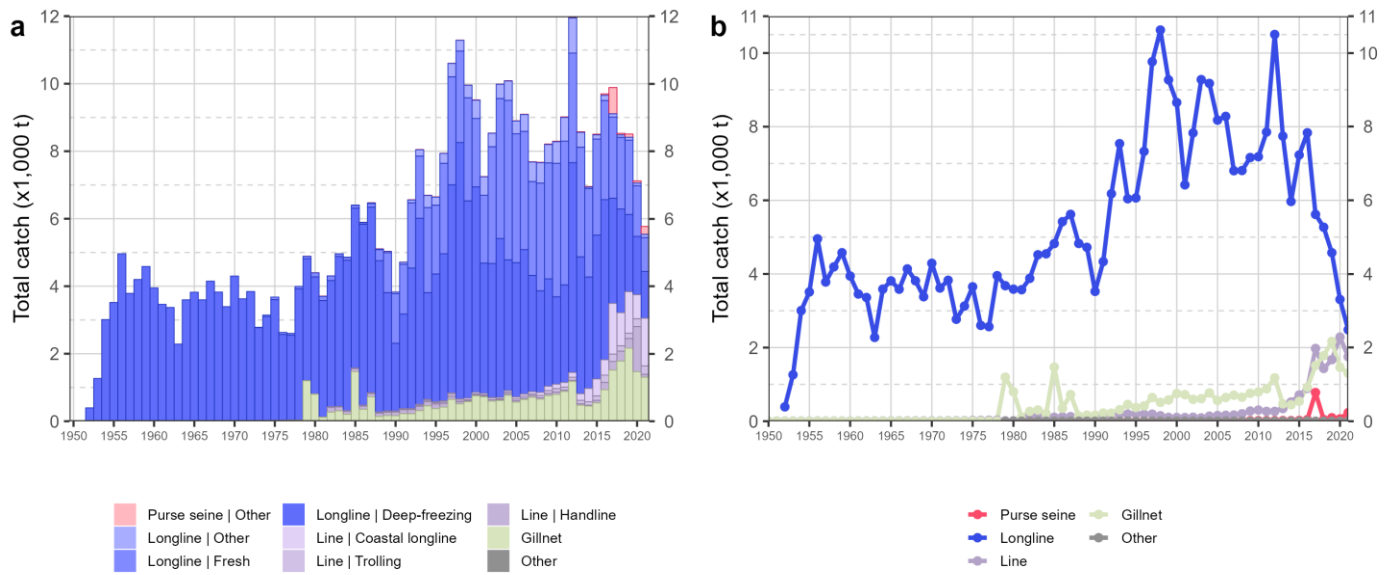 a
Total catch (x1,000 t)
12
10
8
6
4
2
0
12
10
8
6
4
2
0
1950 1955 1960 1965 1970 1975 1980 1985 1990 1995 2000 2005 2010 2015 2020
Purse seine | Other
Longline | Other
Longline | Fresh
Longline | Deep-freezing
Line | Coastal longline
Line | Trolling
Line | Handline
Gillnet
Other
b
Total catch (x1,000 t)
11
10
8
6
4
2
0
11
10
8
6
4
2
0
1950 1955 1960 1965 1970 1975 1980 1985 1990 1995 2000 2005 2010 2015 2020
Purse seine
Longline
Line
Gillnet
Other